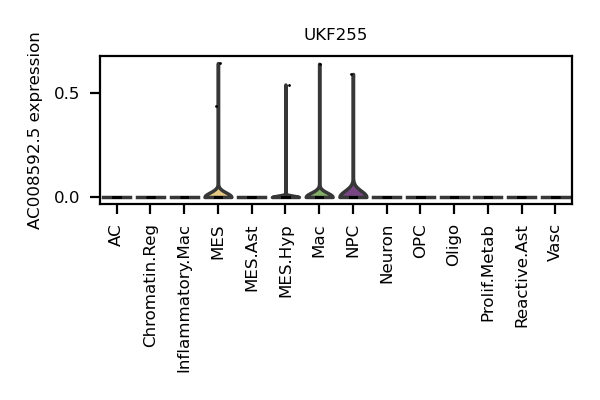 UKF255
AC008592.5 expression
0.5
0.0
AC
Chromatin.Reg
Inflammatory.Mac
MES
MES.Ast
MES.Hyp
Mac
NPC
Neuron
OPC
Oligo
Prolif.Metab
Reactive.Ast
Vasc